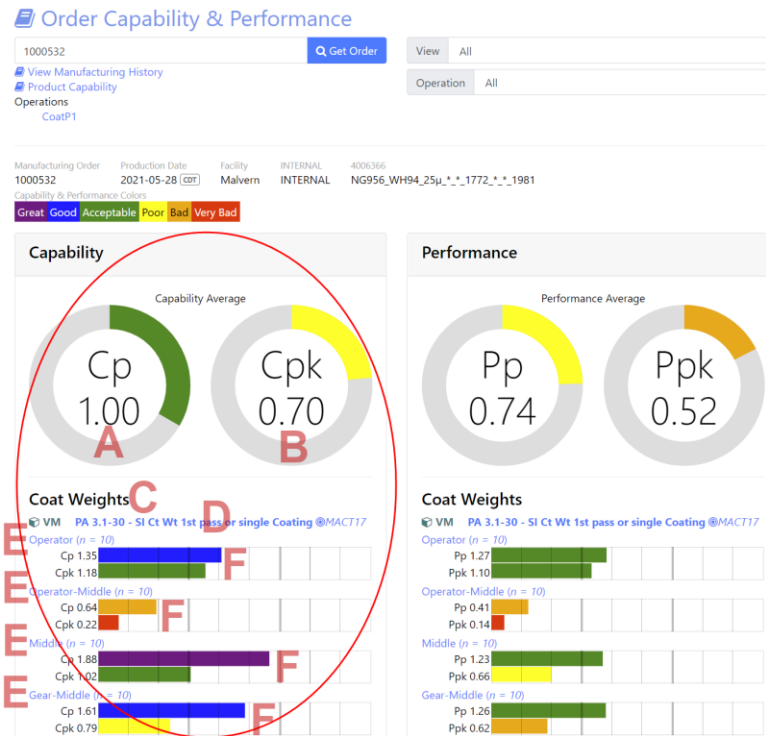 Order Capability & Performance
1000532
Get Order
View All
Operation All
View Manufacturing History
Product Capability
Operations
CoatP1
Manufacturing Order Production Date Facility INTERNAL 4006366
1000532 2021-05-28 CDT Malvern INTERNAL NG956_WH94_25µ_*_*_1772_*_*_1981
Capability & Performance Colors
Great Good Acceptable Poor Bad Very Bad
Capability
Capability Average
Cp
1.00
A
Cpk
0.70
B
Coat Weights
C
D
VM PA 3.1-30 - SI Ct Wt 1st pass or single Coating MACT17
E
Operator (n = 10)
Cp 1.35
Cpk 1.18
F
E
Operator-Middle (n = 10)
Cp 0.64
Cpk 0.22
F
E
Middle (n = 10)
Cp 1.88
Cpk 1.02
F
E
Gear-Middle (n = 10)
Cp 1.61
Cpk 0.79
F
Performance
Performance Average
Pp
0.74
Ppk
0.52
Coat Weights
VM PA 3.1-30 - SI Ct Wt 1st pass or single Coating MACT17
Operator (n = 10)
Pp 1.27
Ppk 1.10
Operator-Middle (n = 10)
Pp 0.41
Ppk 0.14
Middle (n = 10)
Pp 1.23
Ppk 0.66
Gear-Middle (n = 10)
Pp 1.26
Ppk 0.62